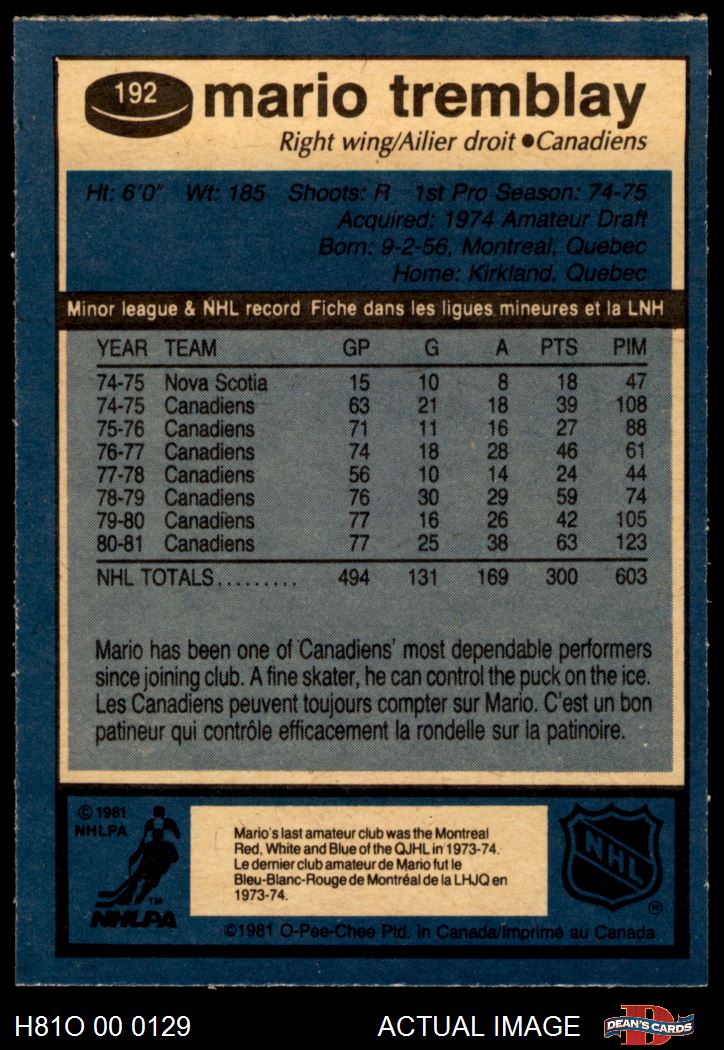 192
mario tremblay
Right wing/Ailier droit ●Canadiens
Ht: 6'0" Wt: 185 Shoots: R 1st Pro Season: 74-75
Acquired: 1974 Amateur Draft
Born: 9-2-56, Montreal, Quebec
Home: Kirkland, Quebec
Minor league & NHL record Fiche dans les ligues mineures et la LNH
YEAR TEAM GP G A PTS PIM
74-75 Nova Scotia 15 10 8 18 47
74-75 Canadiens 63 21 18 39 108
75-76 Canadiens 71 11 16 27 88
76-77 Canadiens 74 18 28 46 61
77-78 Canadiens 56 10 14 24 44
78-79 Canadiens 76 30 29 59 74
79-80 Canadiens 77 16 26 42 105
80-81 Canadiens 77 25 38 63 123
NHL TOTALS......... 494 131 169 300 603
Mario has been one of Canadiens' most dependable performers
since joining club. A fine skater, he can control the puck on the ice.
Les Canadiens peuvent toujours compter sur Mario. C'est un bon
patineur qui contrôle efficacement la rondelle sur la patinoire.
© 1981
NHLPA
TM
NHLPA
Mario's last amateur club was the Montreal
Red, White and Blue of the QJHL in 1973-74.
Le dernier club amateur de Mario fut le
Bleu-Blanc-Rouge de Montréal de la LHJQ en
1973-74.
NHL
®
©1981 O-Pee-Chee Ptd. in Canada/Imprimé au Canada
H81O 00 0129 ACTUAL IMAGE
D
DEAN'S CARDS